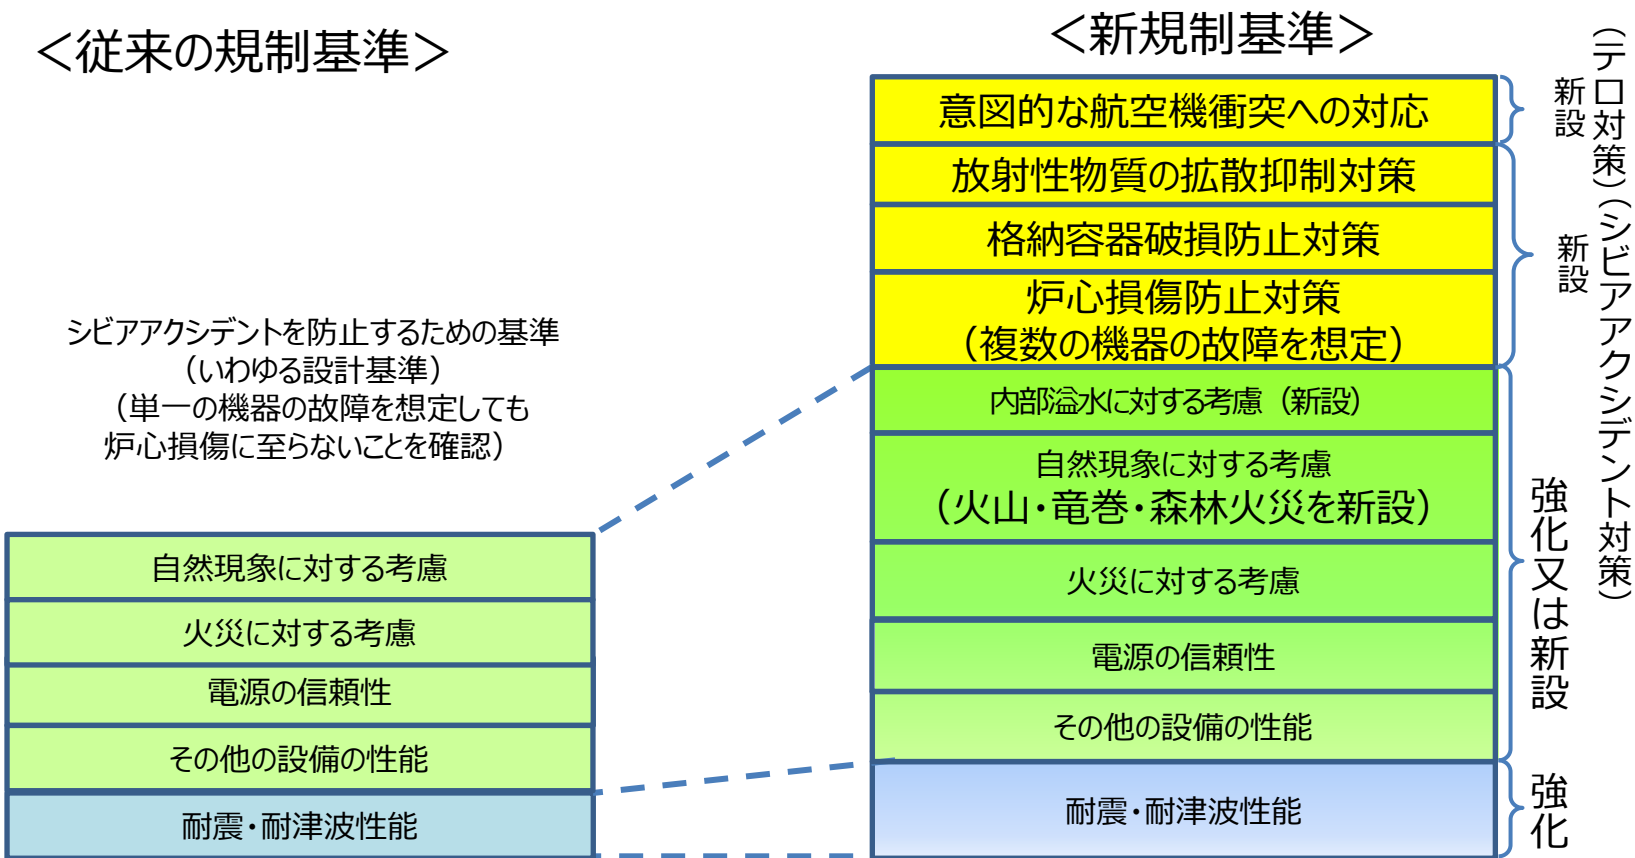 ＜従来の規制基準＞
シビアアクシデントを防止するための基準
（いわゆる設計基準）
（単一の機器の故障を想定しても
炉心損傷に至らないことを確認）
自然現象に対する考慮
火災に対する考慮
電源の信頼性
その他の設備の性能
耐震・耐津波性能
＜新規制基準＞
意図的な航空機衝突への対応
放射性物質の拡散抑制対策
格納容器破損防止対策
炉心損傷防止対策
（複数の機器の故障を想定）
内部溢水に対する考慮（新設）
自然現象に対する考慮
（火山・竜巻・森林火災を新設）
火災に対する考慮
電源の信頼性
その他の設備の性能
耐震・耐津波性能
（テロ対策）
新設
（シビアアクシデント対策）
新設
強化又は新設
強化